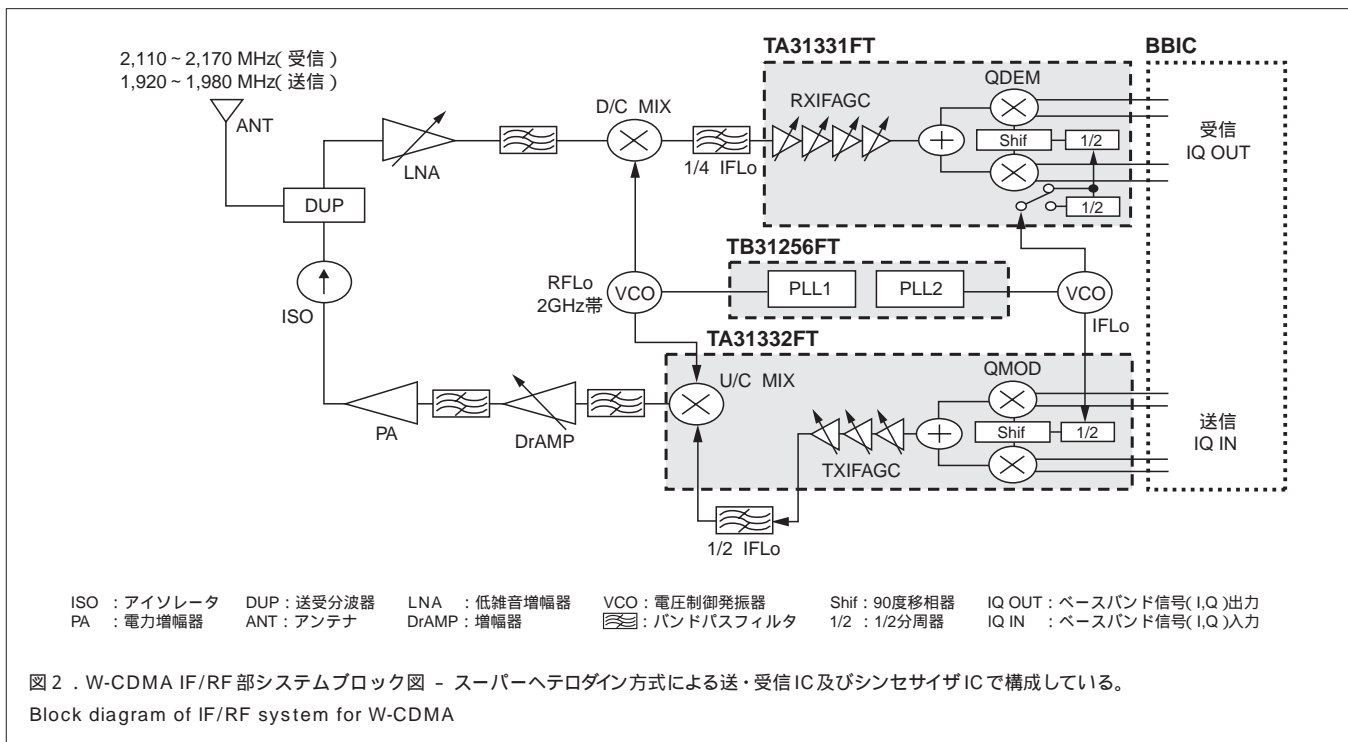 2,110～2,170 MHz(受信)
1,920～1,980 MHz(送信)
ANT
DUP
ISO
LNA
D/C MIX
1/4 IFLo
TA31331FT
RXIFAGC
QDEM
Shif
1/2
1/2
BBIC
受信
IQ OUT
RFLo
2GHz帯
VCO
TB31256FT
PLL1
PLL2
VCO
IFLo
TA31332FT
U/C MIX
QMOD
Shif
1/2
TXIFAGC
送信
IQ IN
PA
DrAMP
1/2 IFLo
ISO：アイソレータ DUP：送受分波器 LNA：低雑音増幅器 VCO：電圧制御発振器 Shif：90度移相器 IQ OUT：ベースバンド信号(I,Q)出力
PA：電力増幅器 ANT：アンテナ DrAMP：増幅器 ：バンドパスフィルタ 1/2：1/2分周器 IQ IN：ベースバンド信号(I,Q)入力
図2．W-CDMA IF/RF部システムブロック図 － スーパーヘテロダイン方式による送・受信IC及びシンセサイザICで構成している。
Block diagram of IF/RF system for W-CDMA